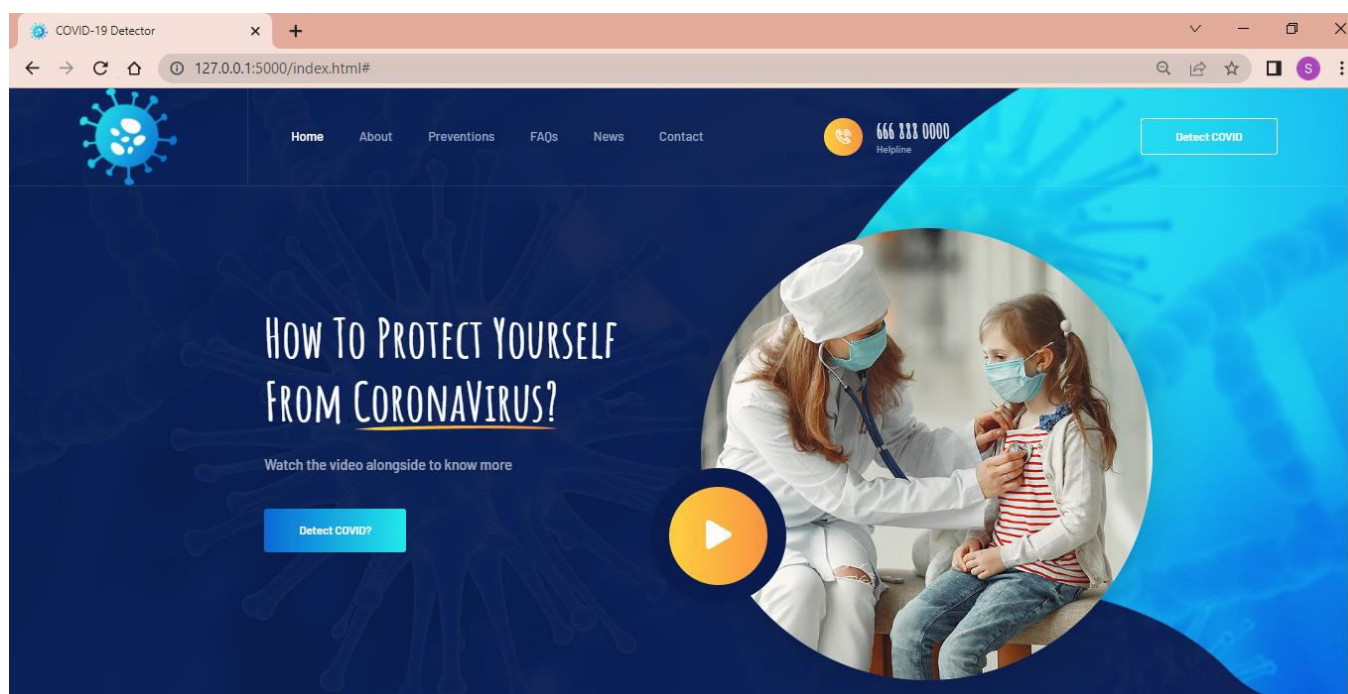 COVID-19 Detector
127.0.0.1:5000/index.html#
S
Home About Preventions FAQs News Contact
666 888 0000
Helpline
Detect COVID
How To Protect Yourself
From CoronaVirus?
Watch the video alongside to know more
Detect COVID?